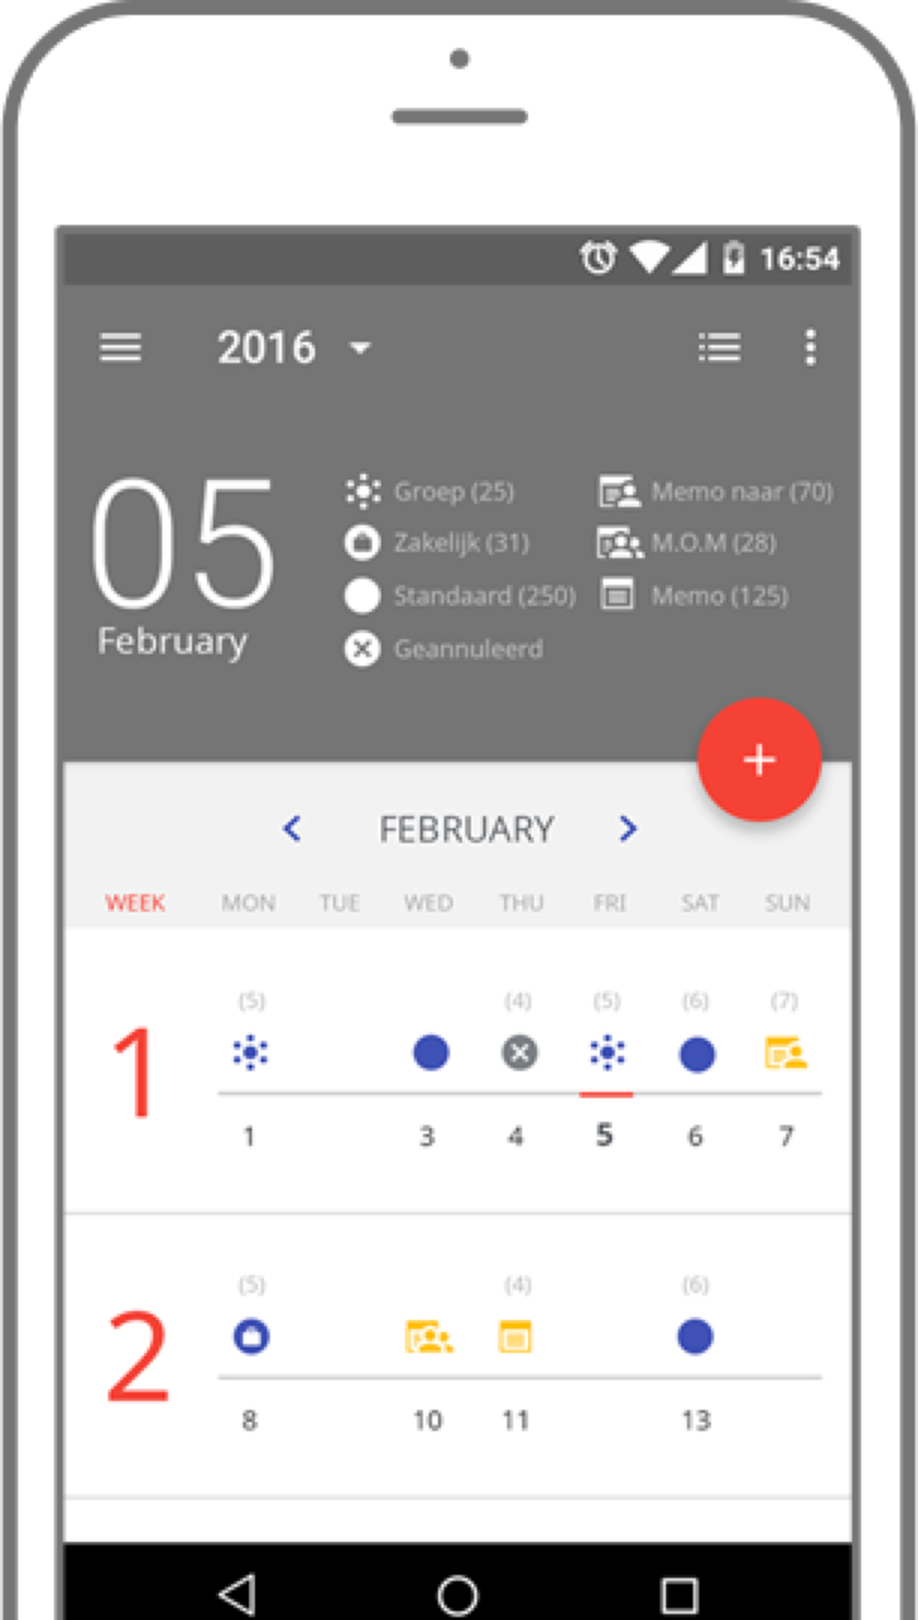 16:54
2016
05
February
Groep (25)
Zakelijk (31)
Standaard (250)
Geannuleerd
Memo naar (70)
M.O.M (28)
Memo (125)
+
FEBRUARY
WEEK MON TUE WED THU FRI SAT SUN
(5) (4) (5) (6) (7)
1
1 3 4 5 6 7
(5) (4) (6)
2
8 10 11 13